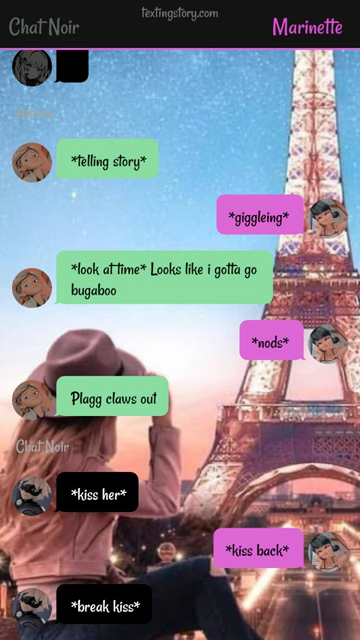 textingstory.com
Chat Noir
Marinette
Adrien
*telling story*
*giggleing*
*look at time* Looks like i gotta go
bugaboo
*nods*
Plagg claws out
Chat Noir
*kiss her*
*kiss back*
*break kiss*